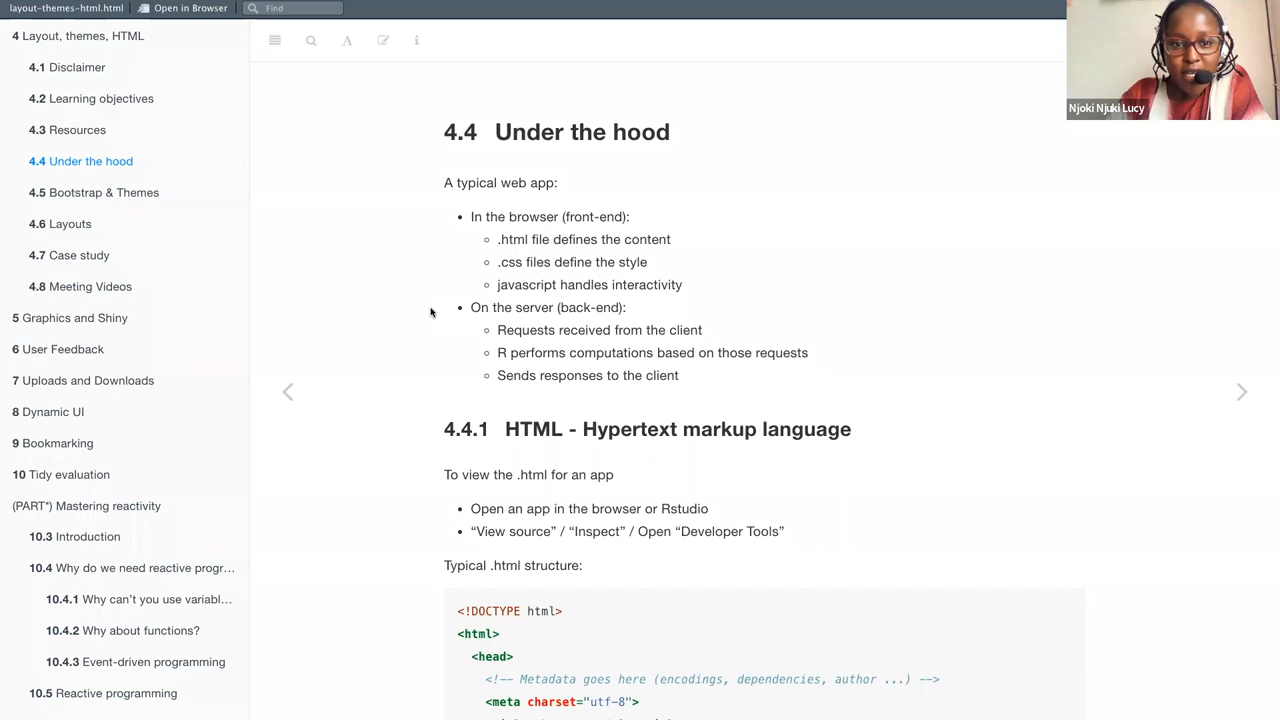 layout-themes-html.html
Open in Browser
Find
4 Layout, themes, HTML
4.1 Disclaimer
4.2 Learning objectives
4.3 Resources
4.4 Under the hood
4.5 Bootstrap & Themes
4.6 Layouts
4.7 Case study
4.8 Meeting Videos
5 Graphics and Shiny
6 User Feedback
7 Uploads and Downloads
8 Dynamic UI
9 Bookmarking
10 Tidy evaluation
(PART*) Mastering reactivity
10.3 Introduction
10.4 Why do we need reactive progr…
10.4.1 Why can’t you use variabl…
10.4.2 Why about functions?
10.4.3 Event-driven programming
10.5 Reactive programming
Njoki Njuki Lucy
4.4 Under the hood
A typical web app:
• In the browser (front-end):
◦ .html file defines the content
◦ .css files define the style
◦ javascript handles interactivity
• On the server (back-end):
◦ Requests received from the client
◦ R performs computations based on those requests
◦ Sends responses to the client
4.4.1 HTML - Hypertext markup language
To view the .html for an app
• Open an app in the browser or Rstudio
• “View source” / “Inspect” / Open “Developer Tools”
Typical .html structure:
<!DOCTYPE html>
<html>
<head>
<!-- Metadata goes here (encodings, dependencies, author ...) -->
<meta charset="utf-8">